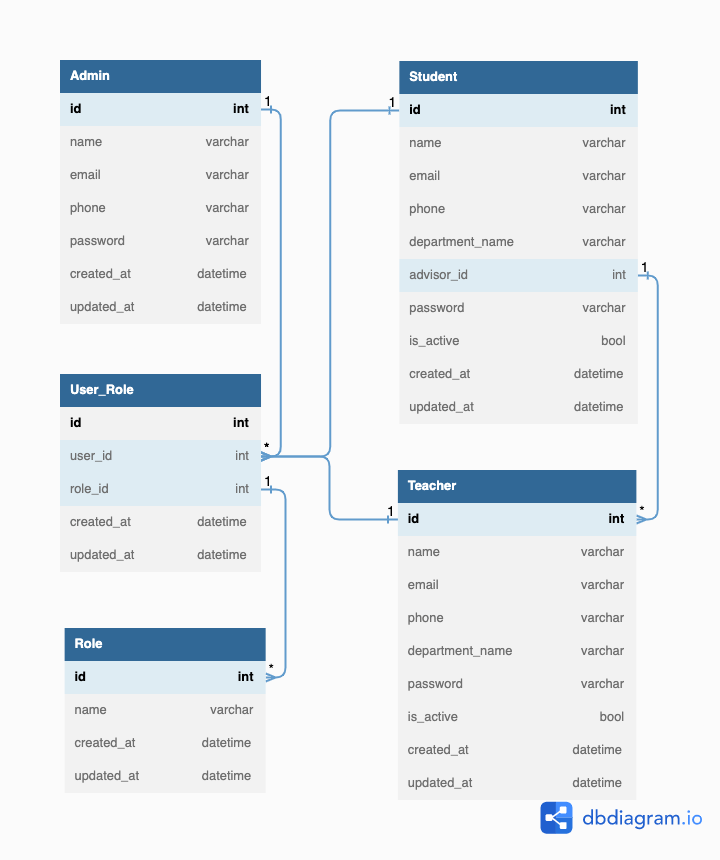 Admin
id int
name varchar
email varchar
phone varchar
password varchar
created_at datetime
updated_at datetime
1
Student
1
id int
name varchar
email varchar
phone varchar
department_name varchar
advisor_id int
1
password varchar
is_active bool
created_at datetime
updated_at datetime
User_Role
id int
user_id int
*
role_id int
1
created_at datetime
updated_at datetime
Teacher
1
id int
*
name varchar
email varchar
phone varchar
department_name varchar
password varchar
is_active bool
created_at datetime
updated_at datetime
Role
id int
*
name varchar
created_at datetime
updated_at datetime
dbdiagram.io